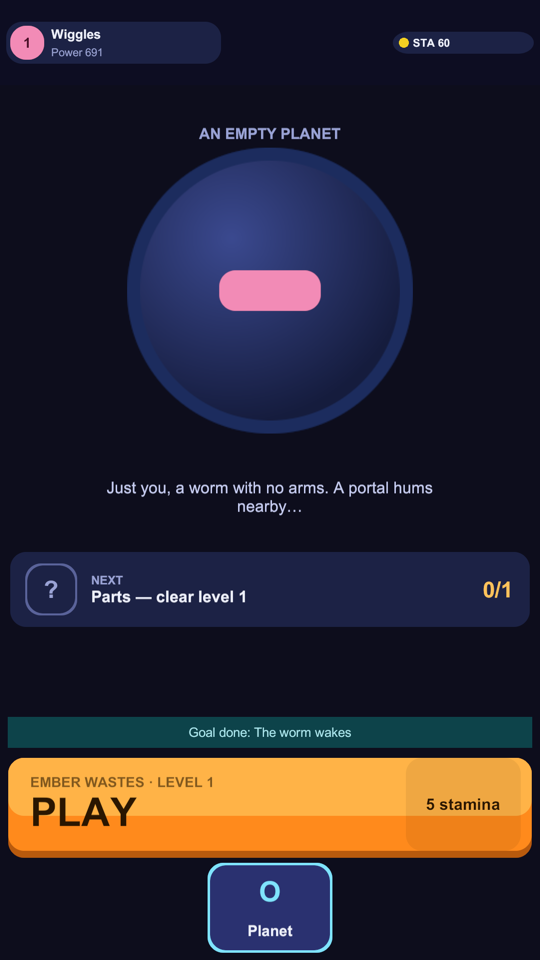 1
Wiggles
Power 691
STA 60
AN EMPTY PLANET
Just you, a worm with no arms. A portal hums
nearby…
?
NEXT
Parts — clear level 1
0/1
Goal done: The worm wakes
EMBER WASTES · LEVEL 1
PLAY
5 stamina
O
Planet